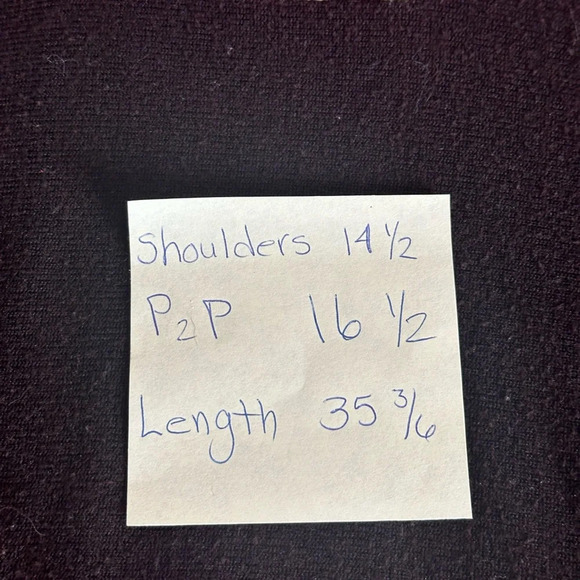 Shoulders 14 1/2
P2P 16 1/2
Length 35 3/6